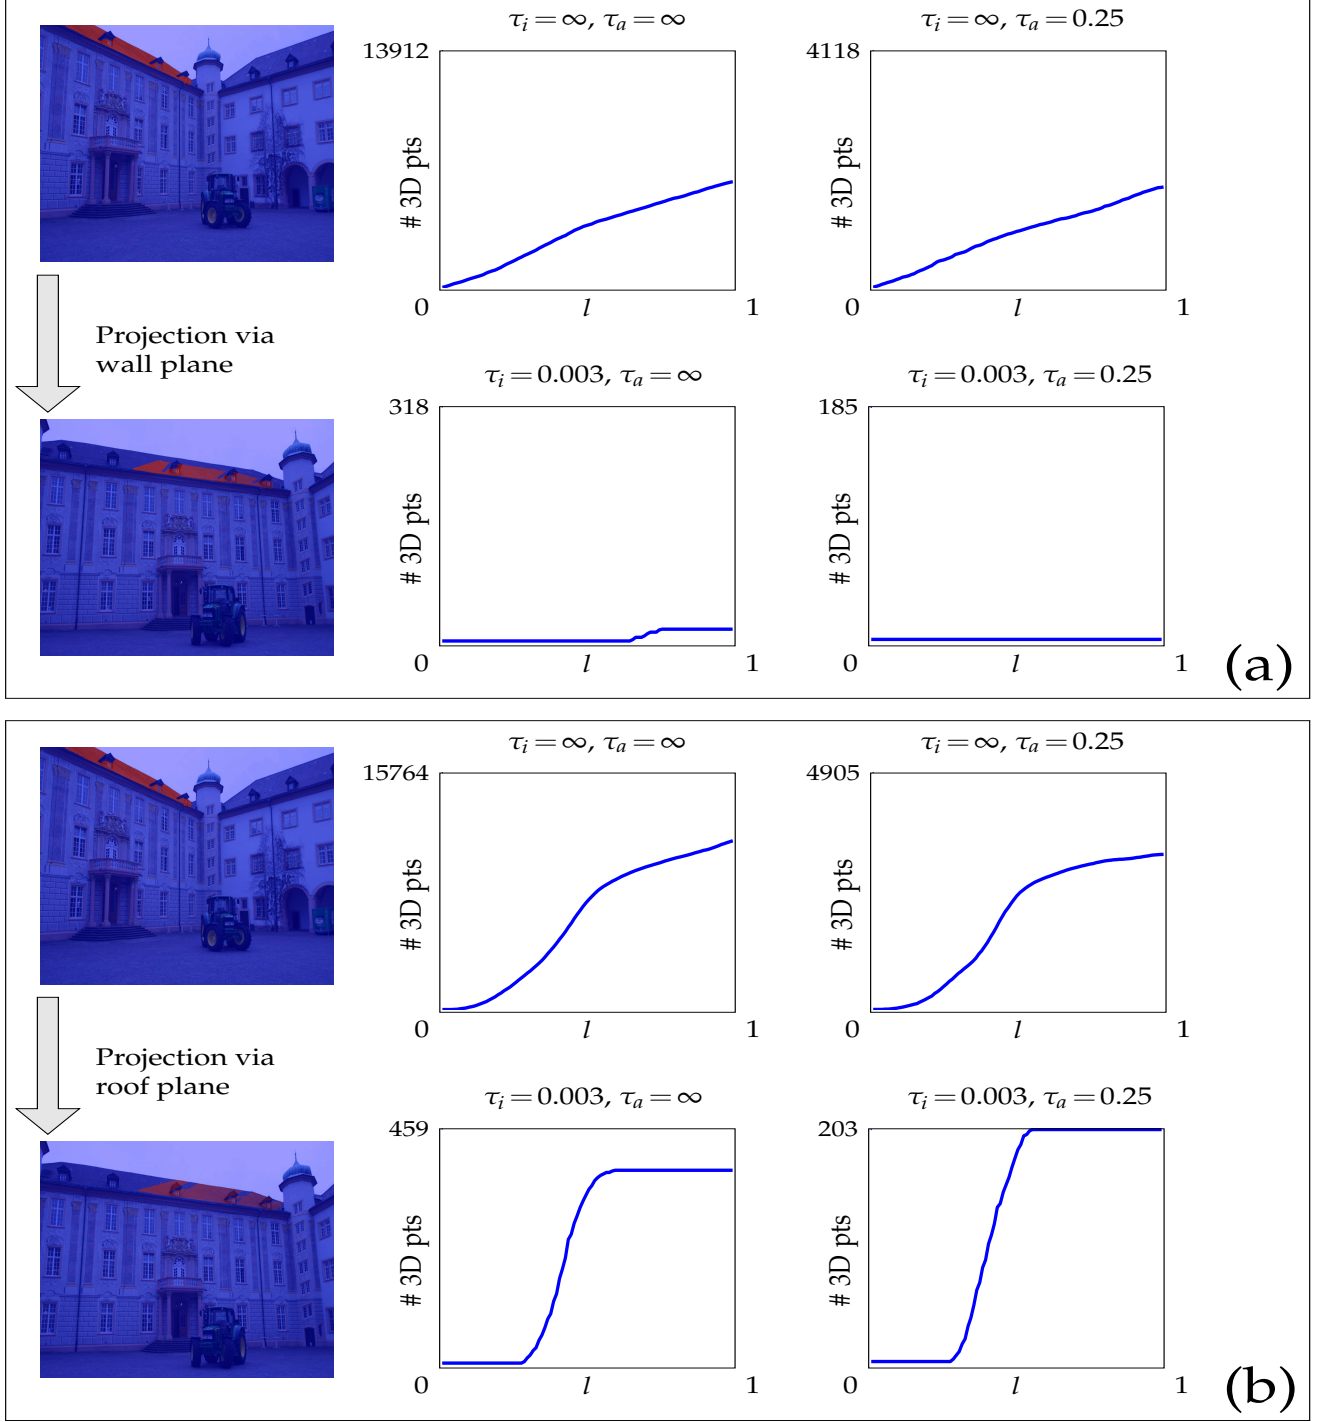 τi = ∞, τa = ∞
13912
# 3D pts
0 l 1
τi = ∞, τa = 0.25
4118
# 3D pts
0 l 1
Projection via
wall plane
τi = 0.003, τa = ∞
318
# 3D pts
0 l 1
τi = 0.003, τa = 0.25
185
# 3D pts
0 l 1
(a)
τi = ∞, τa = ∞
15764
# 3D pts
0 l 1
τi = ∞, τa = 0.25
4905
# 3D pts
0 l 1
Projection via
roof plane
τi = 0.003, τa = ∞
459
# 3D pts
0 l 1
τi = 0.003, τa = 0.25
203
# 3D pts
0 l 1
(b)